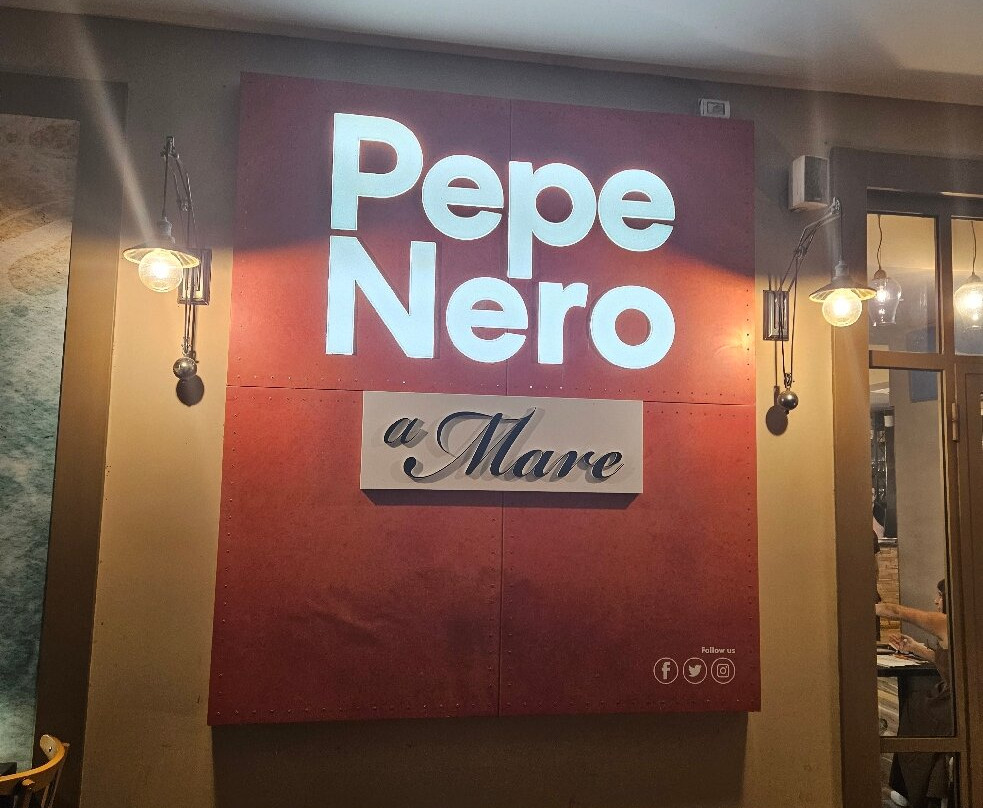 Pepe
Nero
a Mare
Follow us